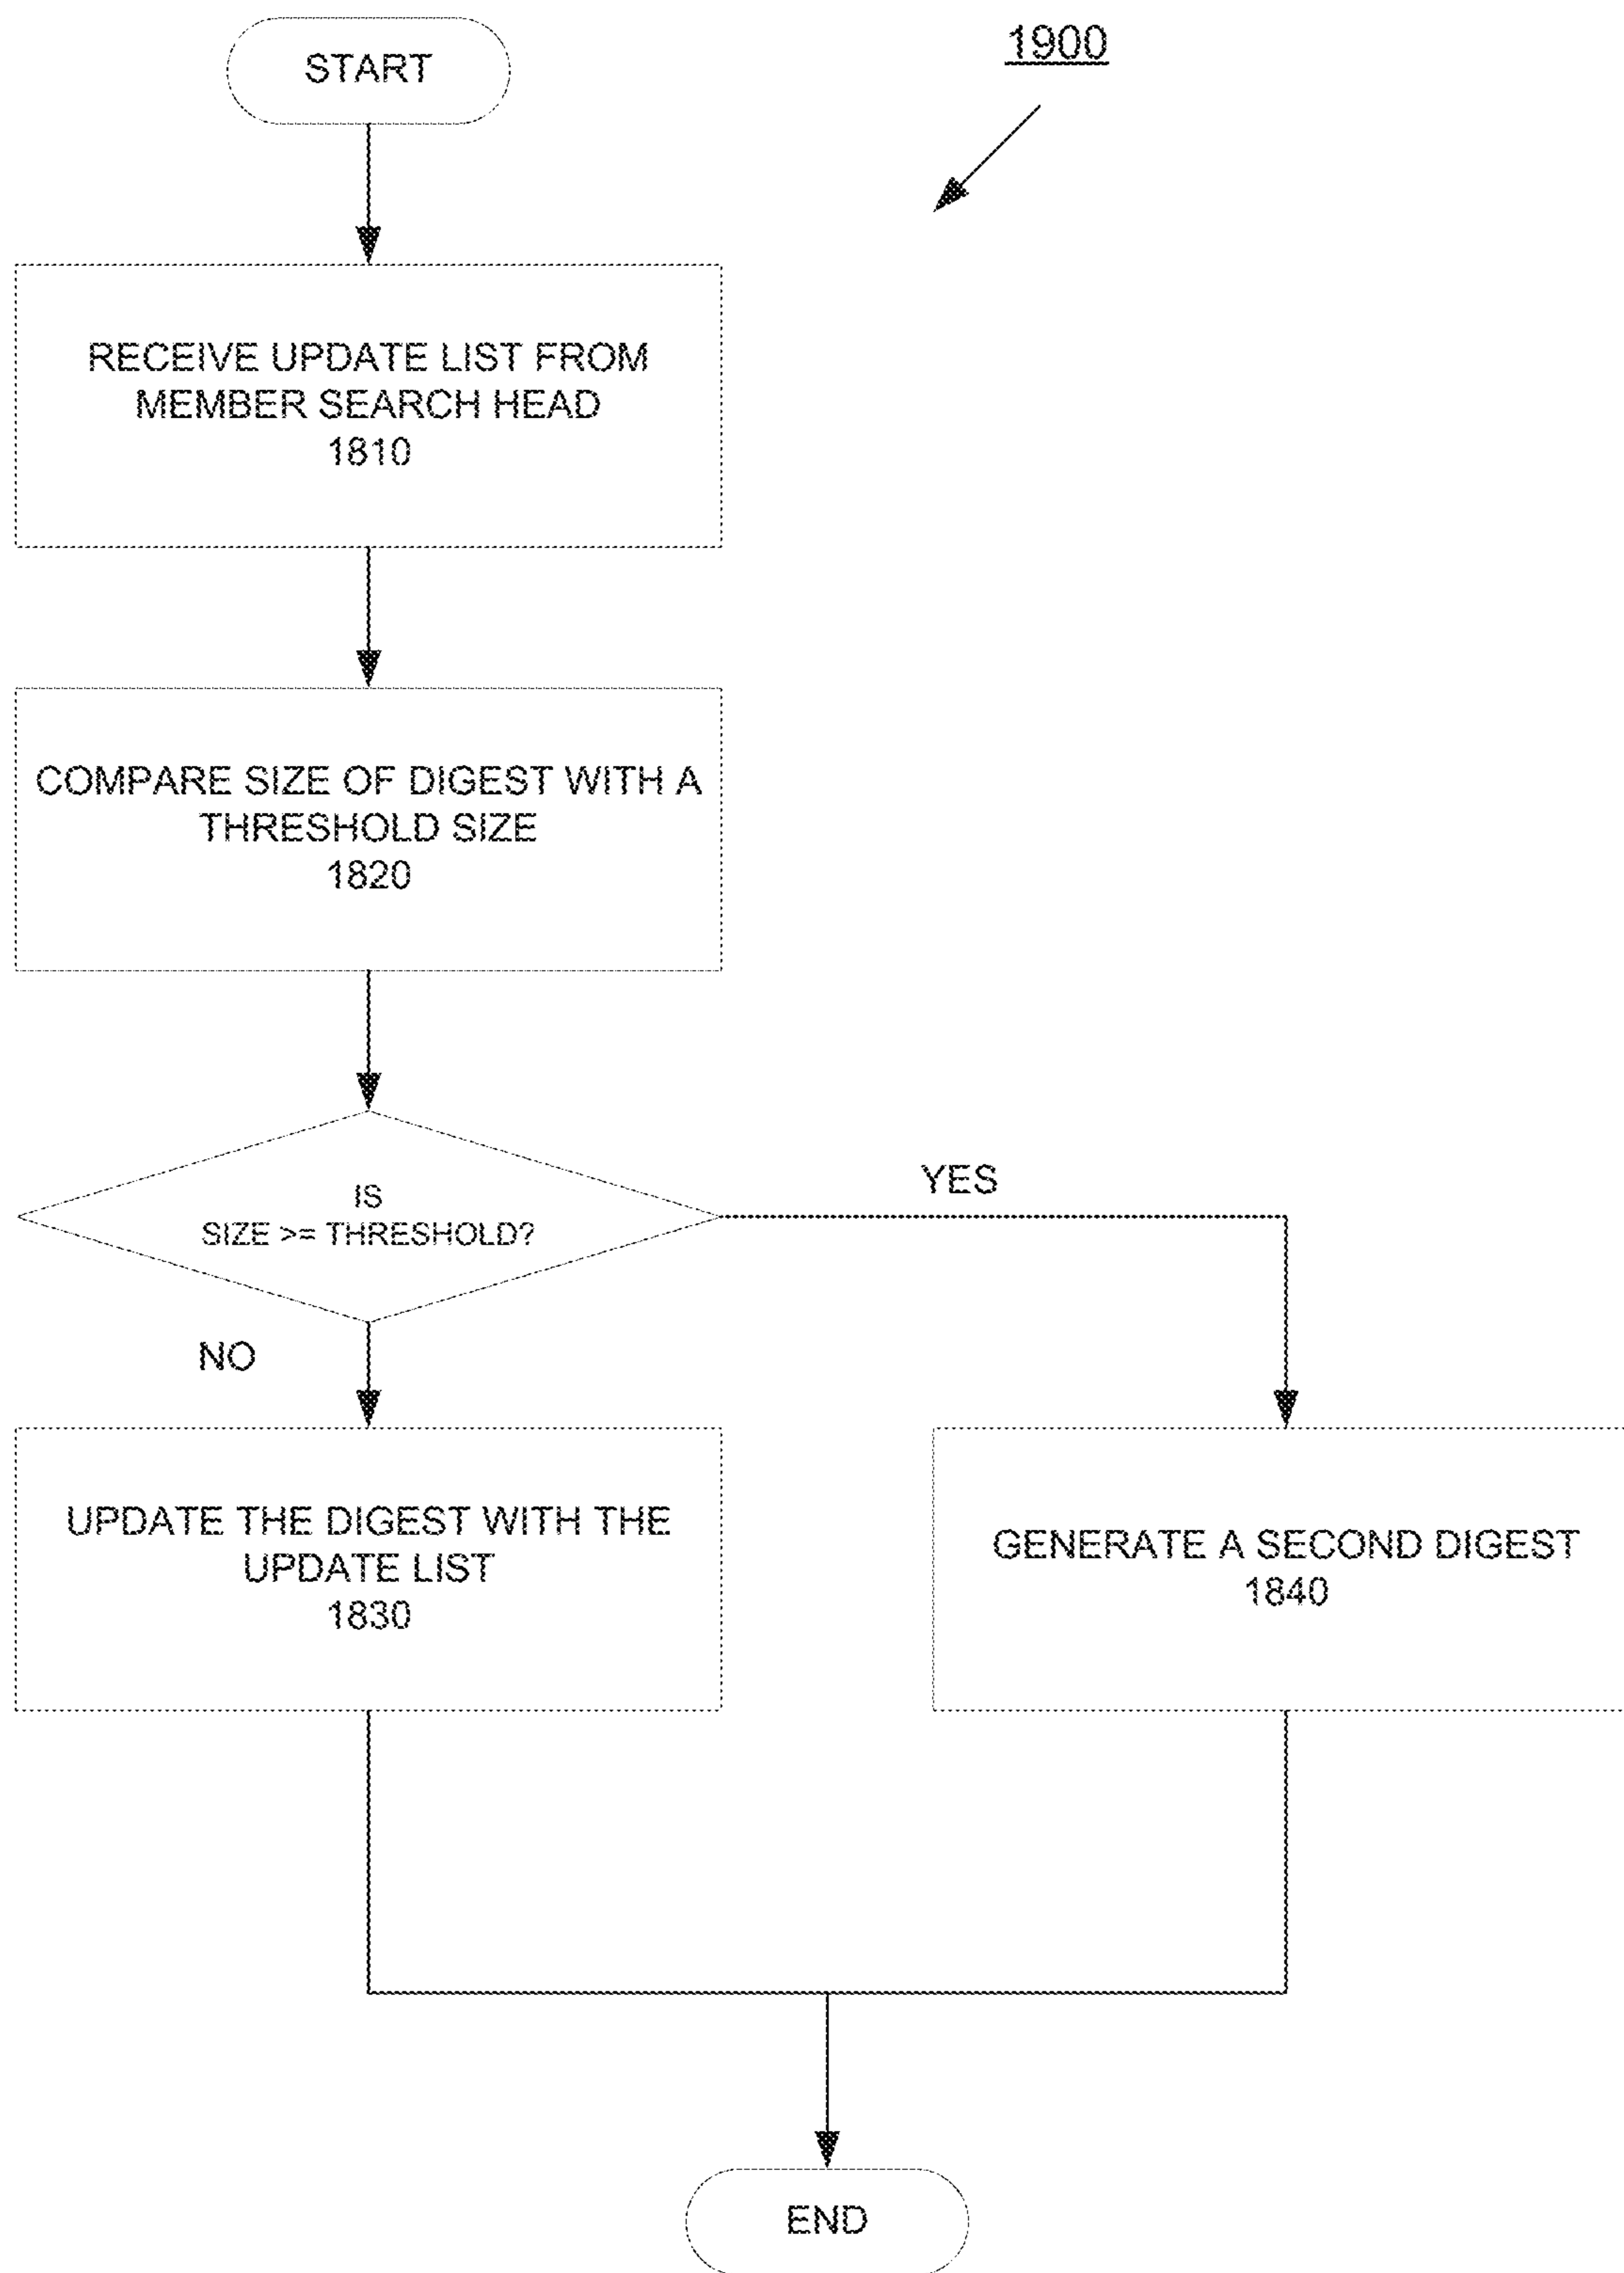 START
1900
RECEIVE UPDATE LIST FROM
MEMBER SEARCH HEAD
1810
COMPARE SIZE OF DIGEST WITH A
THRESHOLD SIZE
1820
IS
SIZE >= THRESHOLD?
YES
NO
UPDATE THE DIGEST WITH THE
UPDATE LIST
1830
GENERATE A SECOND DIGEST
1840
END